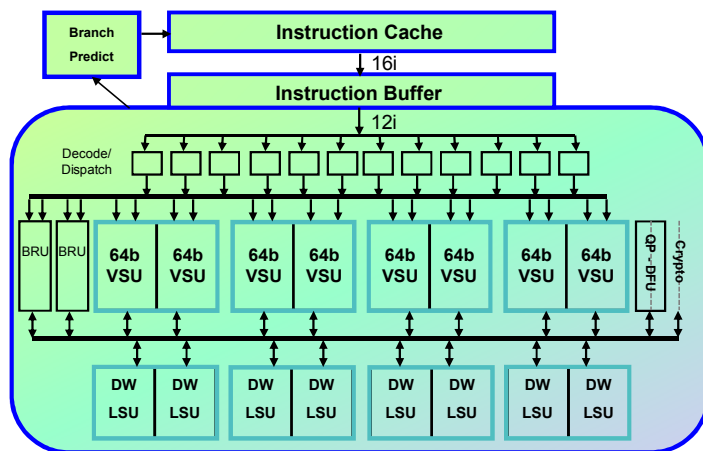 Branch
Predict
Instruction Cache
16i
Instruction Buffer
12i
Decode/
Dispatch
BRU
BRU
64b
VSU
64b
VSU
64b
VSU
64b
VSU
64b
VSU
64b
VSU
64b
VSU
64b
VSU
QP - DFU
Crypto
DW
LSU
DW
LSU
DW
LSU
DW
LSU
DW
LSU
DW
LSU
DW
LSU
DW
LSU